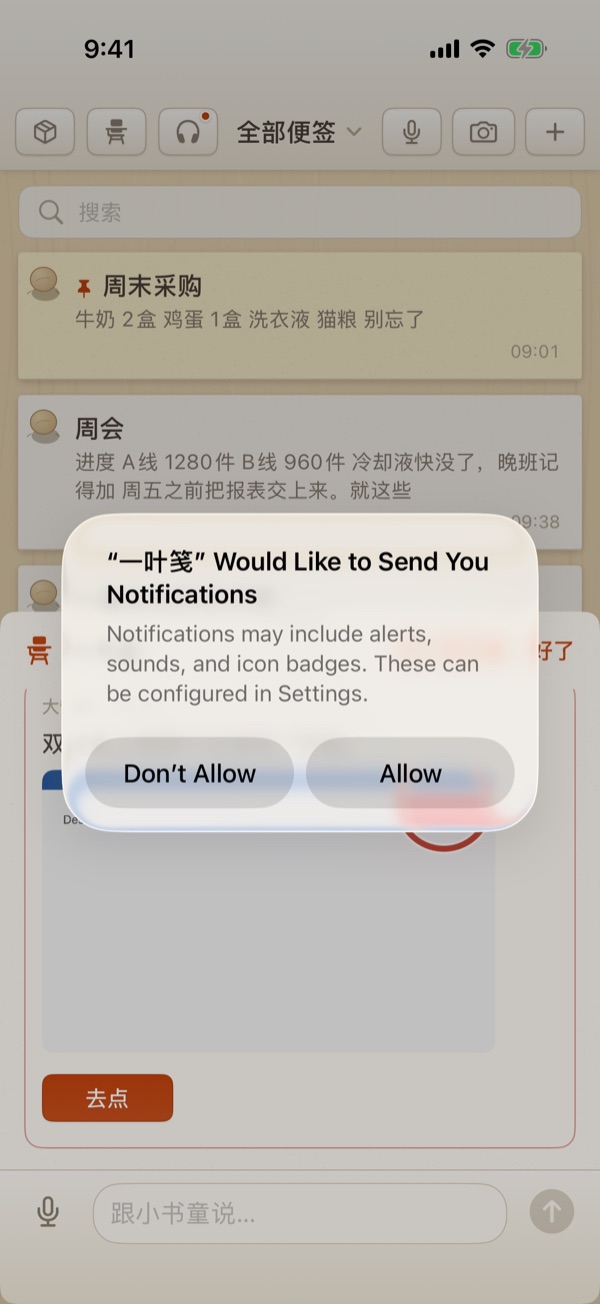 9:41
全部便签
搜索
周末采购
牛奶 2盒 鸡蛋 1盒 洗衣液 猫粮 别忘了
09:01
周会
进度 A线 1280件 B线 960件 冷却液快没了，晚班记
得加 周五之前把报表交上来。就这些
09:38
“一叶笺” Would Like to Send You
Notifications
Notifications may include alerts,
sounds, and icon badges. These can
be configured in Settings.
Don’t Allow
Allow
好了
大
双
去点
跟小书童说...